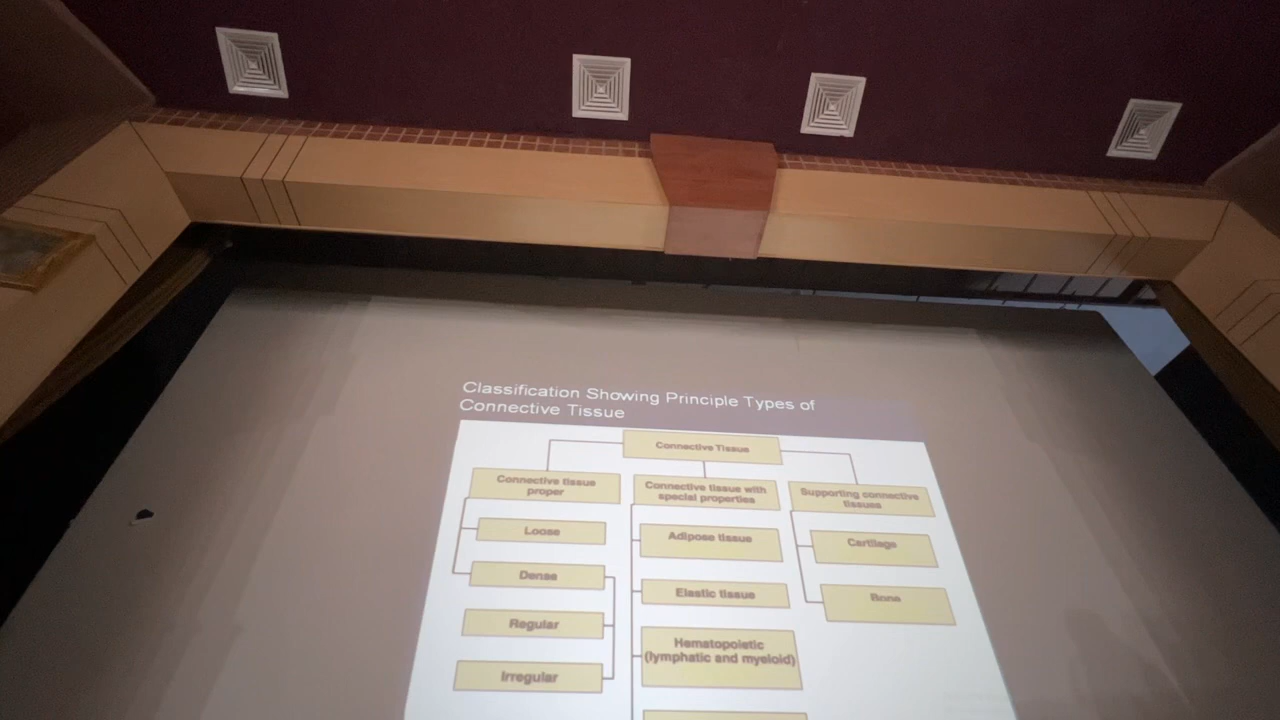 Classification Showing Principle Types of
Connective Tissue
Connective Tissue
Connective tissue
proper
Loose
Dense
Regular
Irregular
Connective tissue with
special properties
Adipose tissue
Elastic tissue
Hematopoietic
(lymphatic and myeloid)
Supporting connective
tissues
Cartilage
Bone